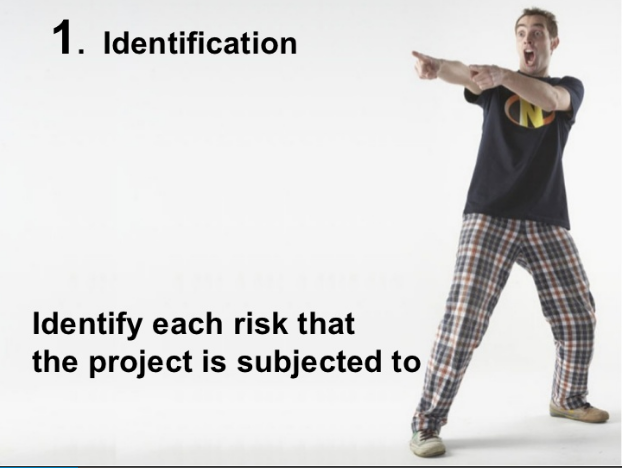 1. Identification
N
Identify each risk that
the project is subjected to